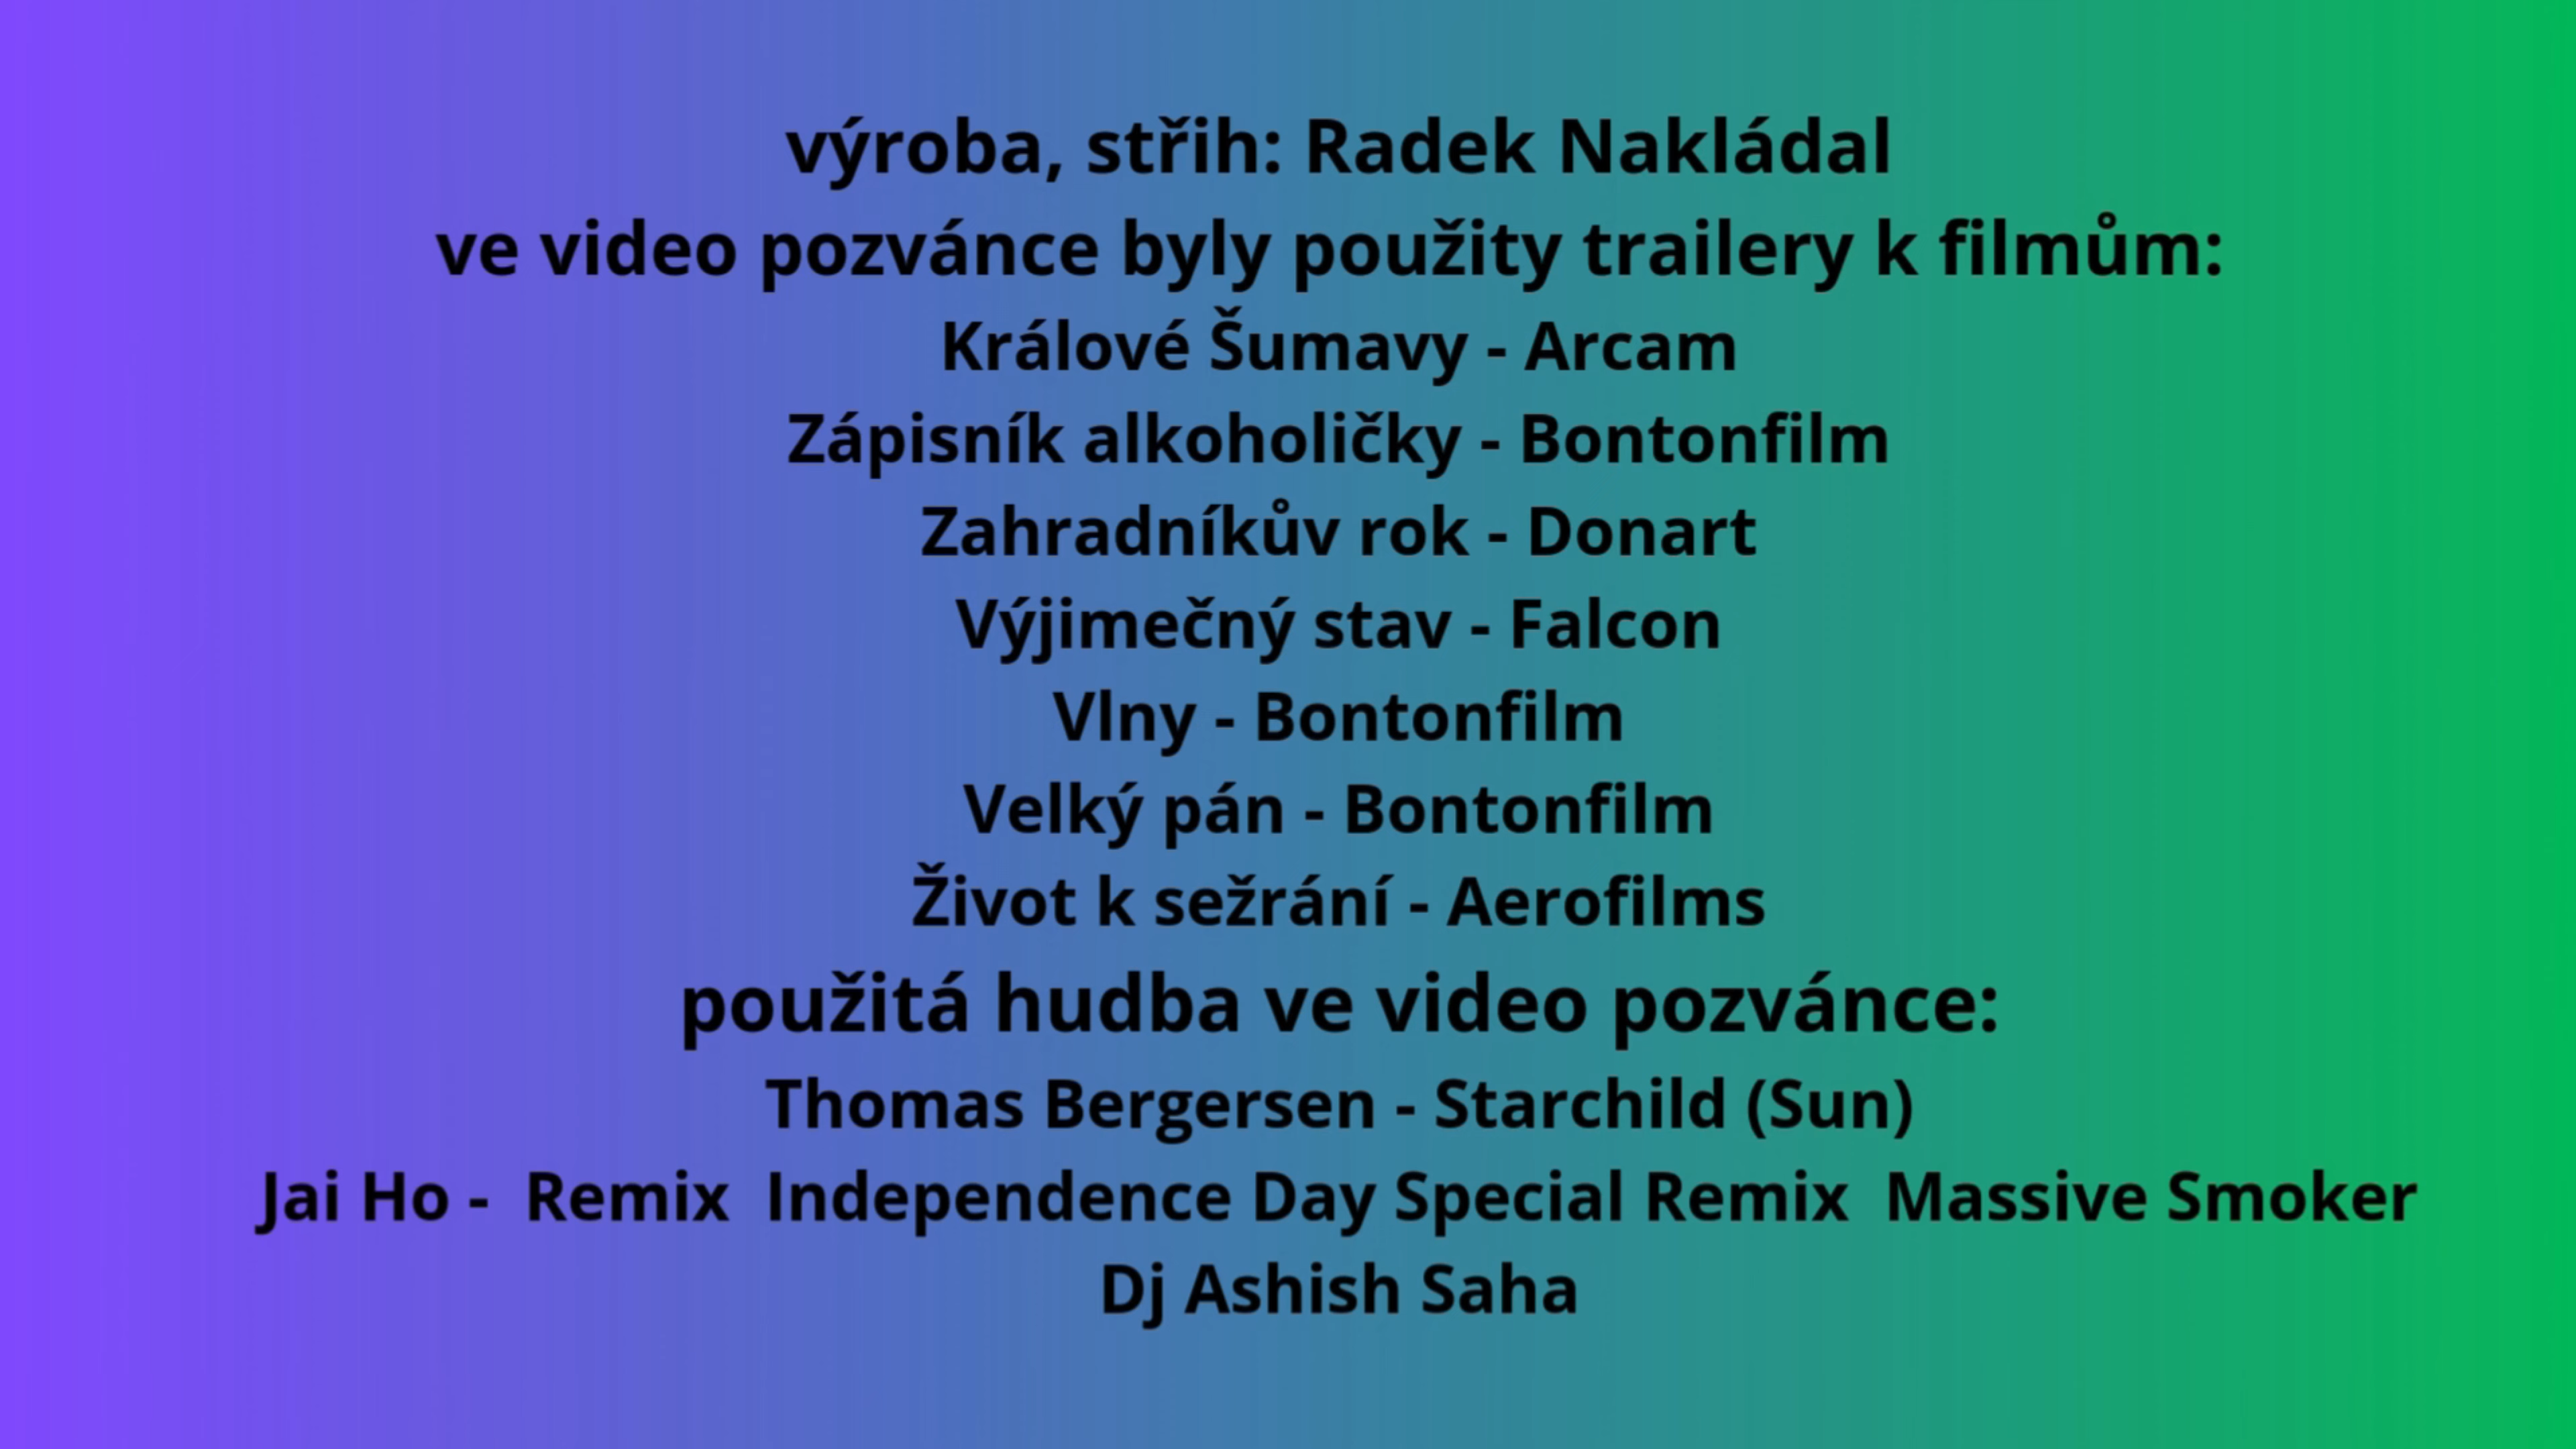 výroba, střih: Radek Nakládal
ve video pozvánce byly použity trailery k filmům:
Králové Šumavy - Arcam
Zápisník alkoholičky - Bontonfilm
Zahradníkův rok - Donart
Výjimečný stav - Falcon
Vlny - Bontonfilm
Velký pán - Bontonfilm
Život k sežrání - Aerofilms
použitá hudba ve video pozvánce:
Thomas Bergersen - Starchild (Sun)
Jai Ho -  Remix  Independence Day Special Remix  Massive Smoker
Dj Ashish Saha